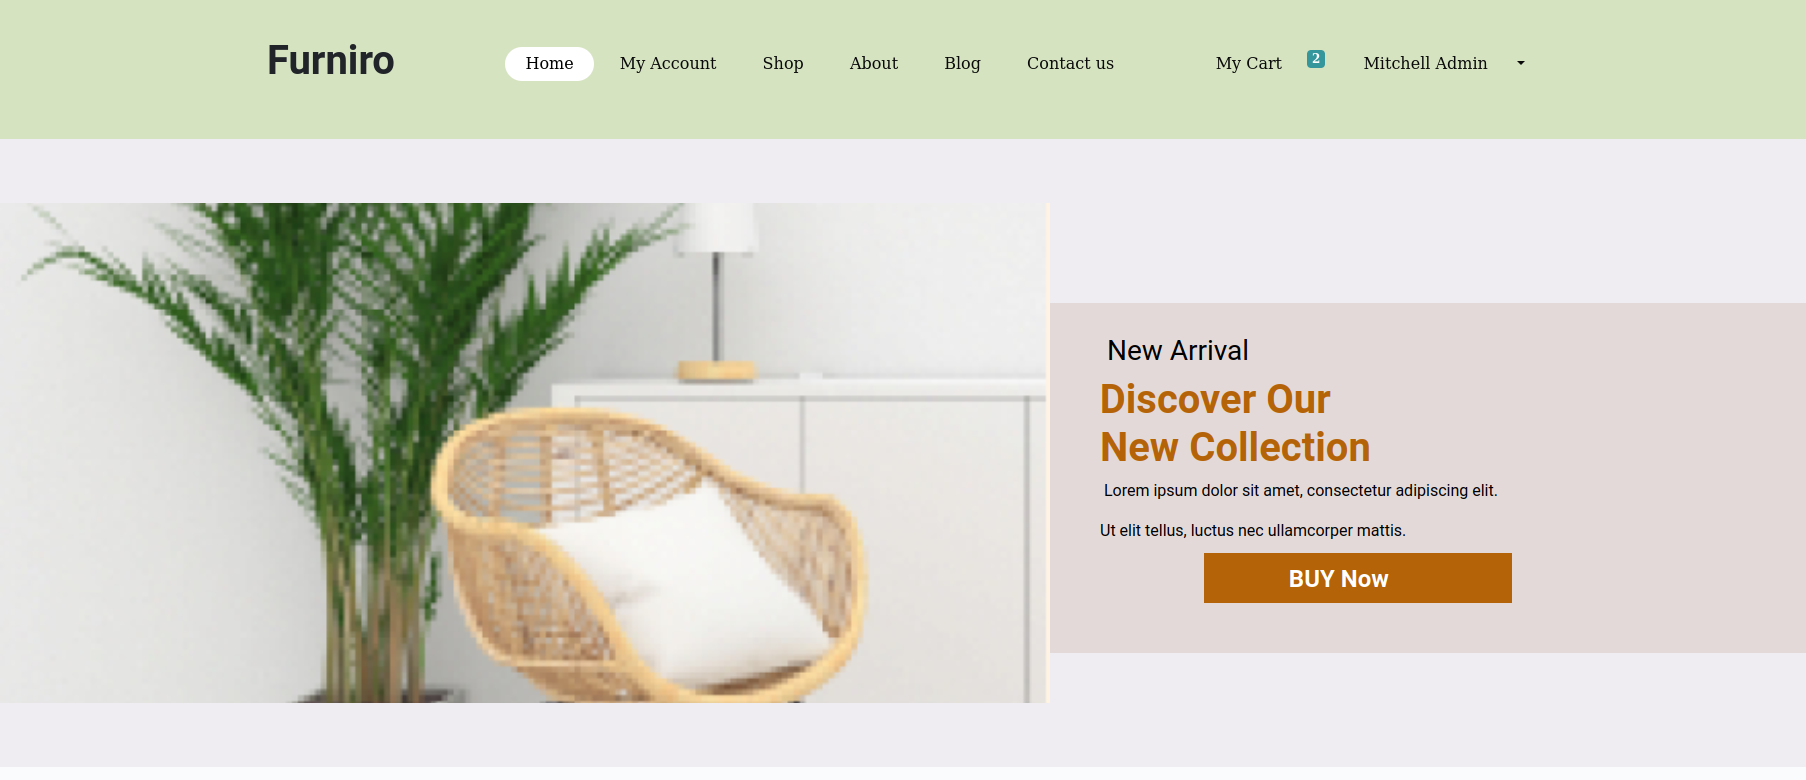 Furniro
Home My Account Shop About Blog Contact us My Cart 2 Mitchell Admin
New Arrival
Discover Our
New Collection
Lorem ipsum dolor sit amet, consectetur adipiscing elit.
Ut elit tellus, luctus nec ullamcorper mattis.
BUY Now